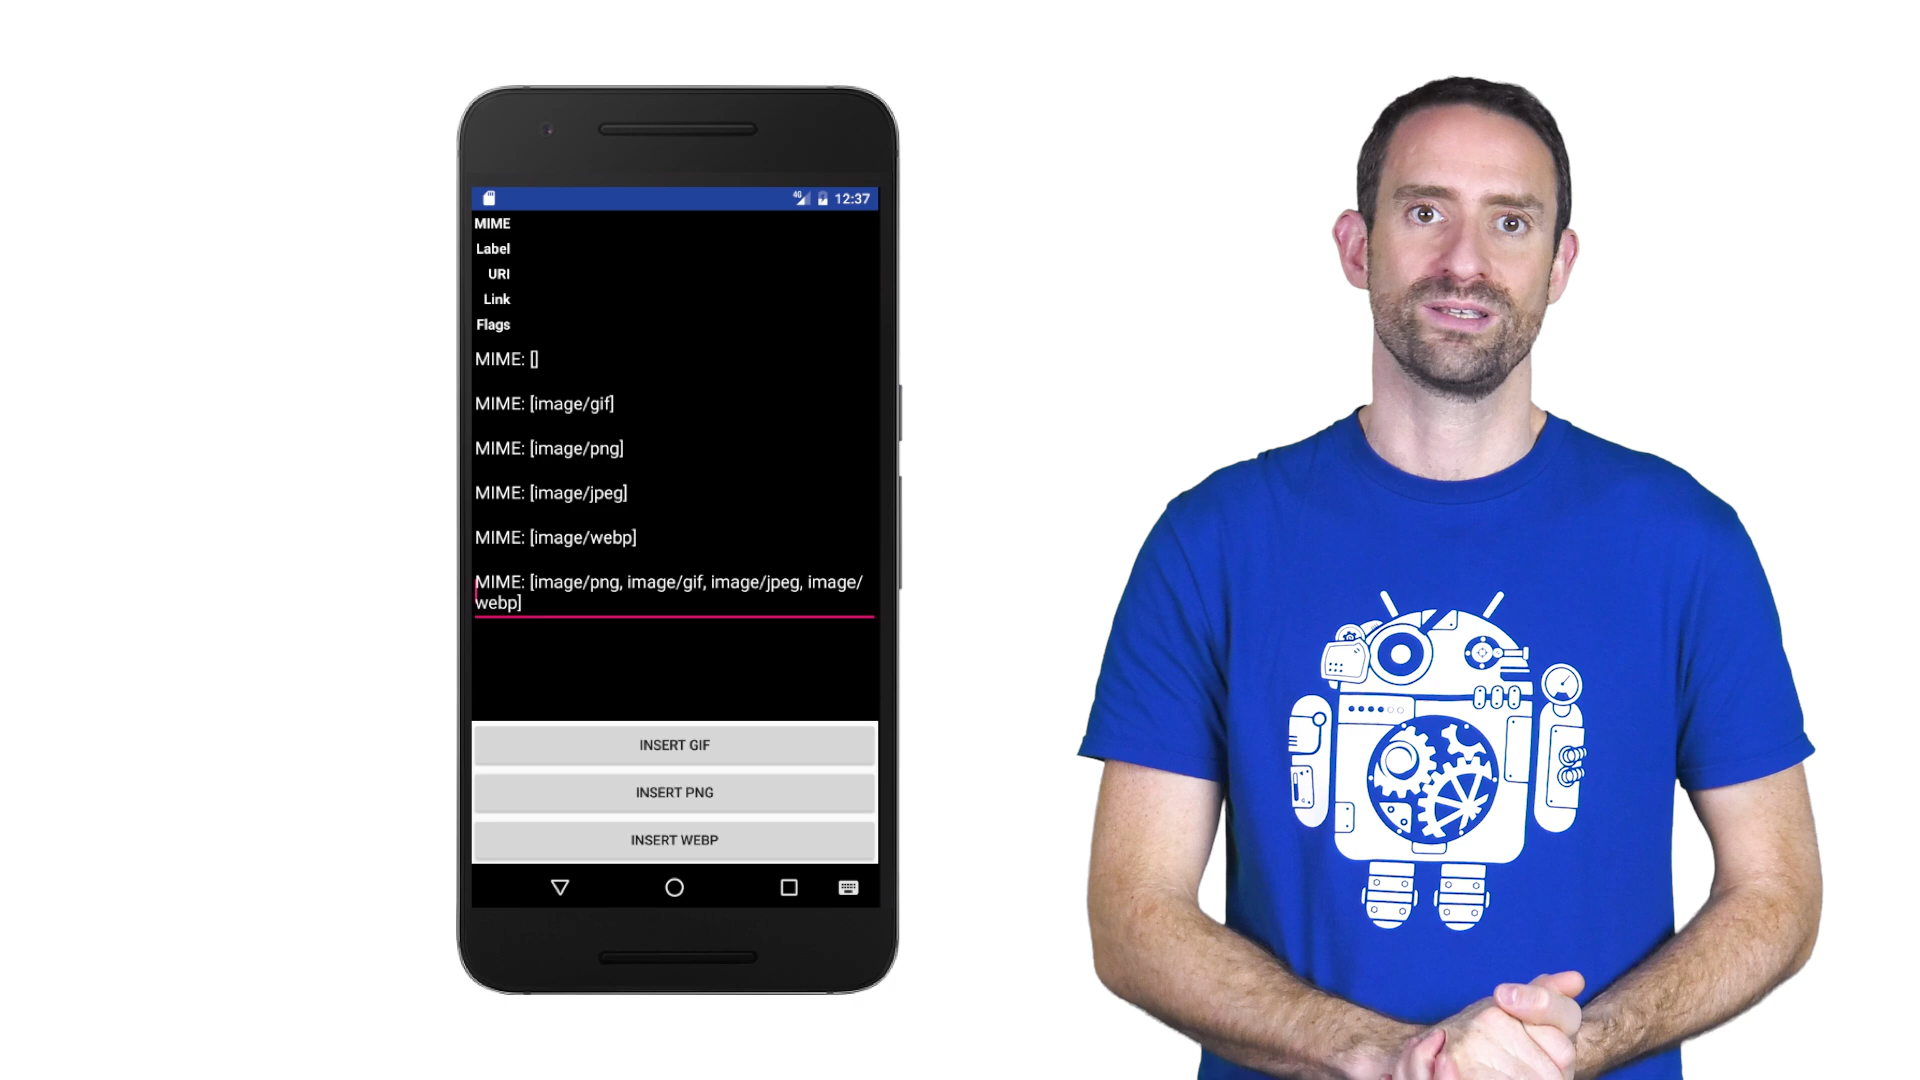 4G 12:37
MIME
Label
URI
Link
Flags
MIME: []
MIME: [image/gif]
MIME: [image/png]
MIME: [image/jpeg]
MIME: [image/webp]
MIME: [image/png, image/gif, image/jpeg, image/
webp]
INSERT GIF
INSERT PNG
INSERT WEBP